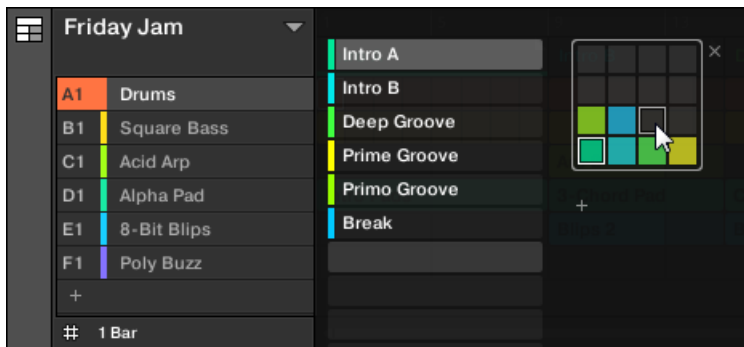 Friday Jam
A1 Drums
B1 Square Bass
C1 Acid Arp
D1 Alpha Pad
E1 8-Bit Blips
F1 Poly Buzz
+
1 Bar
Intro A
Intro B
Deep Groove
Prime Groove
Primo Groove
Break
×
+